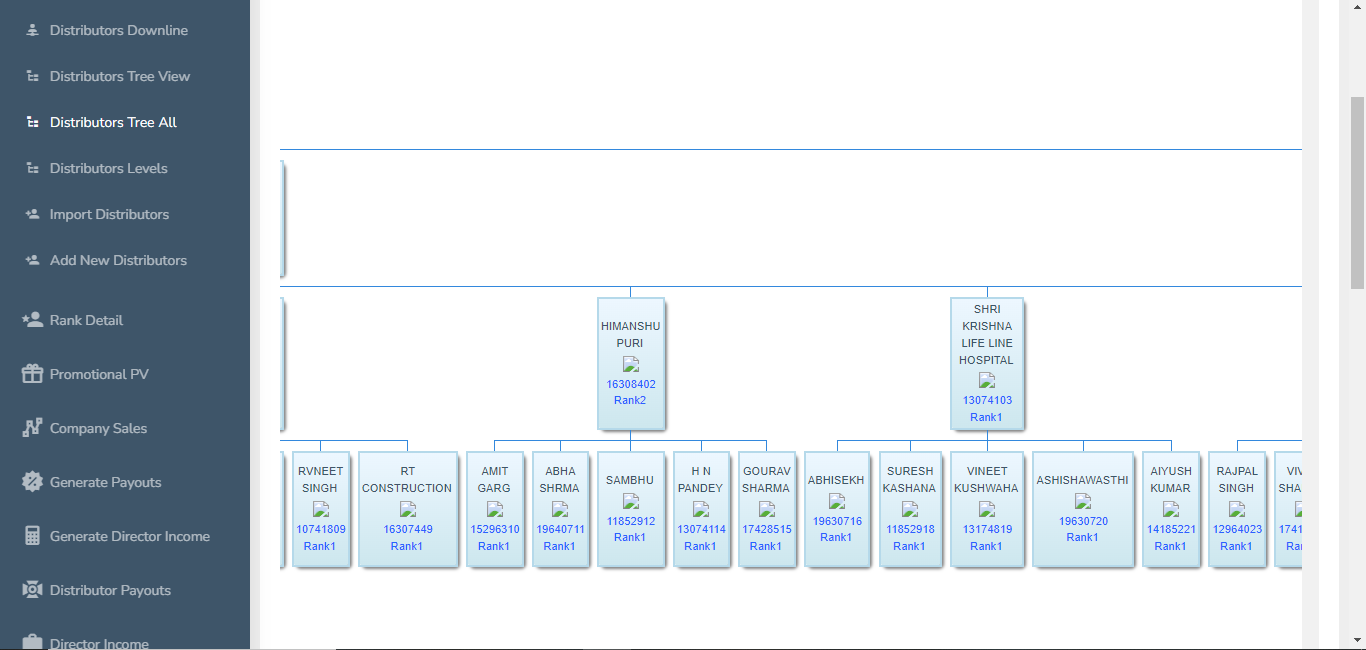 Distributors Downline
Distributors Tree View
Distributors Tree All
Distributors Levels
Import Distributors
Add New Distributors
Rank Detail
Promotional PV
Company Sales
Generate Payouts
Generate Director Income
Distributor Payouts
Director Income
HIMANSHU
PURI
16308402
Rank2
SHRI
KRISHNA
LIFE LINE
HOSPITAL
13074103
Rank1
RVNEET
SINGH
10741809
Rank1
RT
CONSTRUCTION
16307449
Rank1
AMIT
GARG
15296310
Rank1
ABHA
SHRMA
19640711
Rank1
SAMBHU
11852912
Rank1
H N
PANDEY
13074114
Rank1
GOURAV
SHARMA
17428515
Rank1
ABHISEKH
19630716
Rank1
SURESH
KASHANA
11852918
Rank1
VINEET
KUSHWAHA
13174819
Rank1
ASHISHAWASTHI
19630720
Rank1
AIYUSH
KUMAR
14185221
Rank1
RAJPAL
SINGH
12964023
Rank1